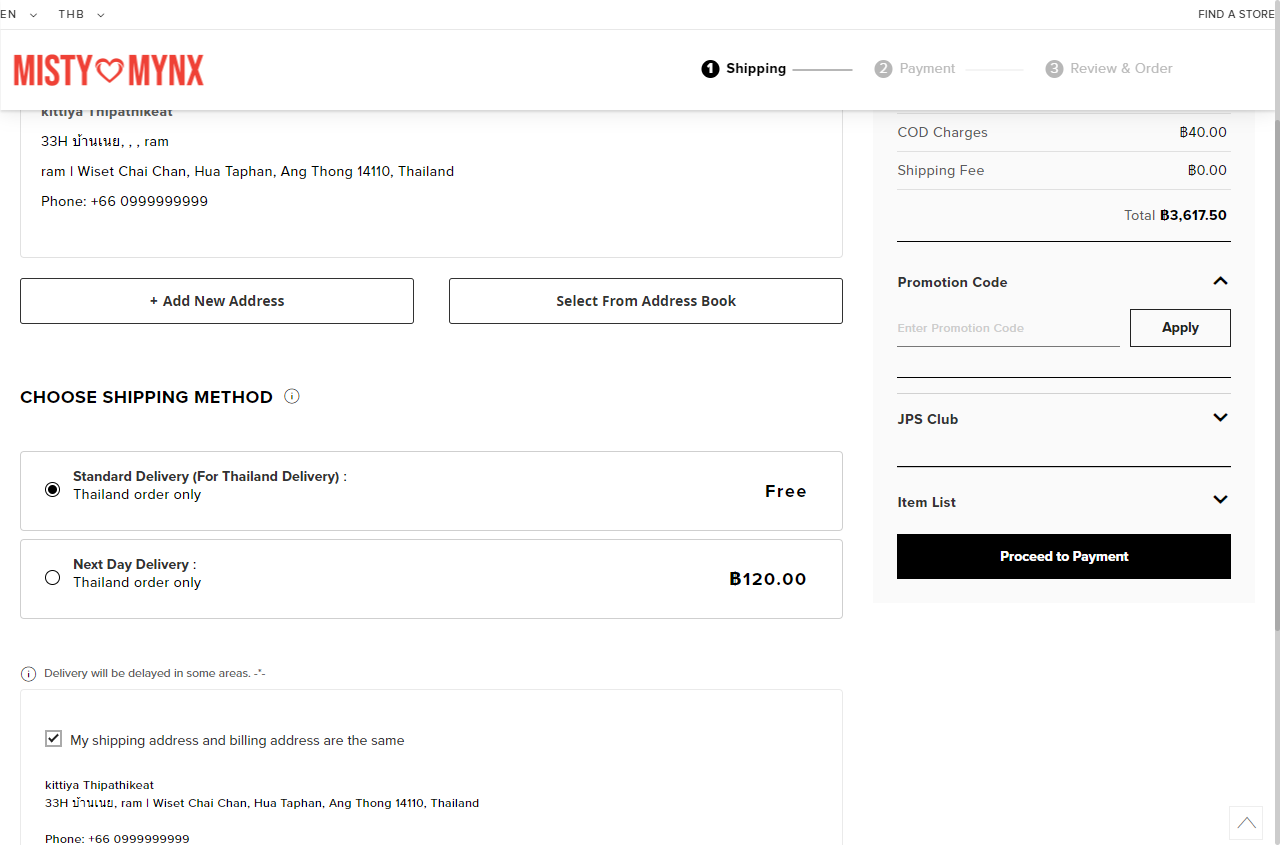 EN
THB
FIND A STORE
MISTY MYNX
1 Shipping
2 Payment
3 Review & Order
kittiya Thipathikeat
33H บ้านเนย, , , ram
ram | Wiset Chai Chan, Hua Taphan, Ang Thong 14110, Thailand
Phone: +66 0999999999
+ Add New Address
Select From Address Book
CHOOSE SHIPPING METHOD
Standard Delivery (For Thailand Delivery) :
Thailand order only
Free
Next Day Delivery :
Thailand order only
฿120.00
Delivery will be delayed in some areas. -*-
My shipping address and billing address are the same
kittiya Thipathikeat
33H บ้านเนย, ram | Wiset Chai Chan, Hua Taphan, Ang Thong 14110, Thailand
Phone: +66 0999999999
COD Charges ฿40.00
Shipping Fee ฿0.00
Total ฿3,617.50
Promotion Code
Enter Promotion Code
Apply
JPS Club
Item List
Proceed to Payment